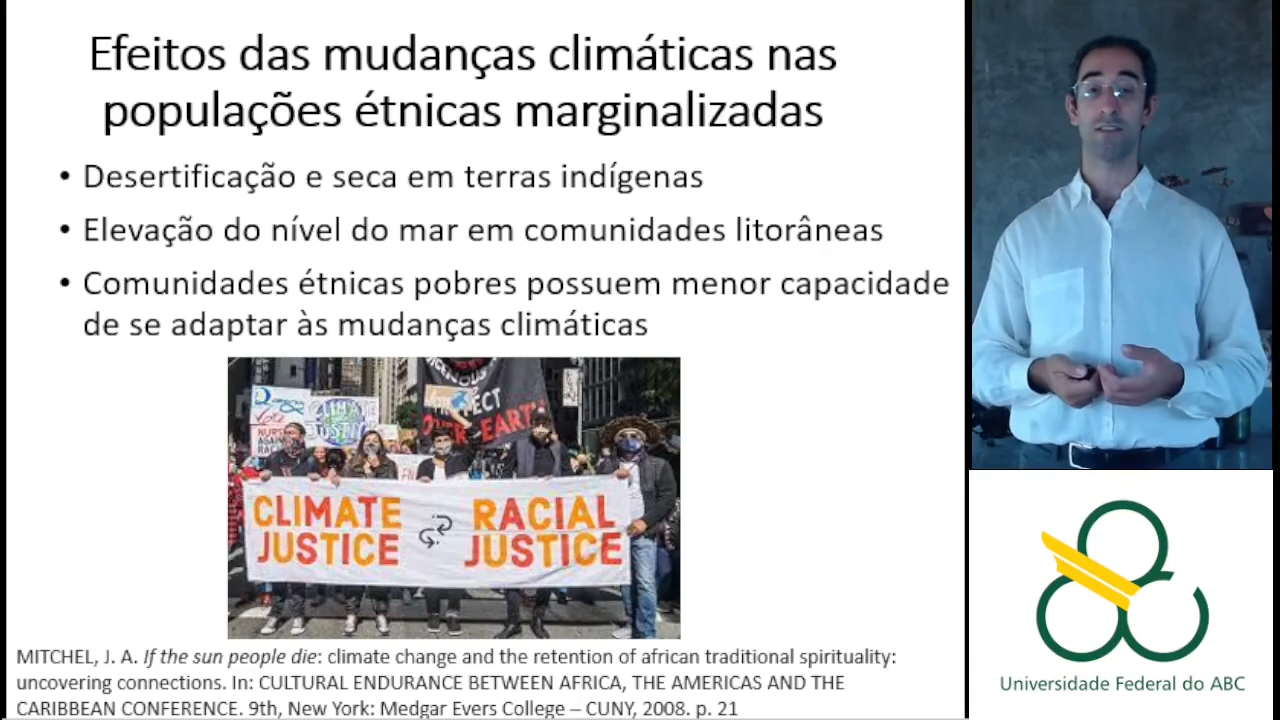 Efeitos das mudanças climáticas nas
populações étnicas marginalizadas
• Desertificação e seca em terras indígenas
• Elevação do nível do mar em comunidades litorâneas
• Comunidades étnicas pobres possuem menor capacidade
de se adaptar às mudanças climáticas
CLIMATE
JUSTICE
RACIAL
JUSTICE
MITCHEL, J. A. If the sun people die: climate change and the retention of african traditional spirituality:
uncovering connections. In: CULTURAL ENDURANCE BETWEEN AFRICA, THE AMERICAS AND THE
CARIBBEAN CONFERENCE. 9th, New York: Medgar Evers College – CUNY, 2008. p. 21
Universidade Federal do ABC